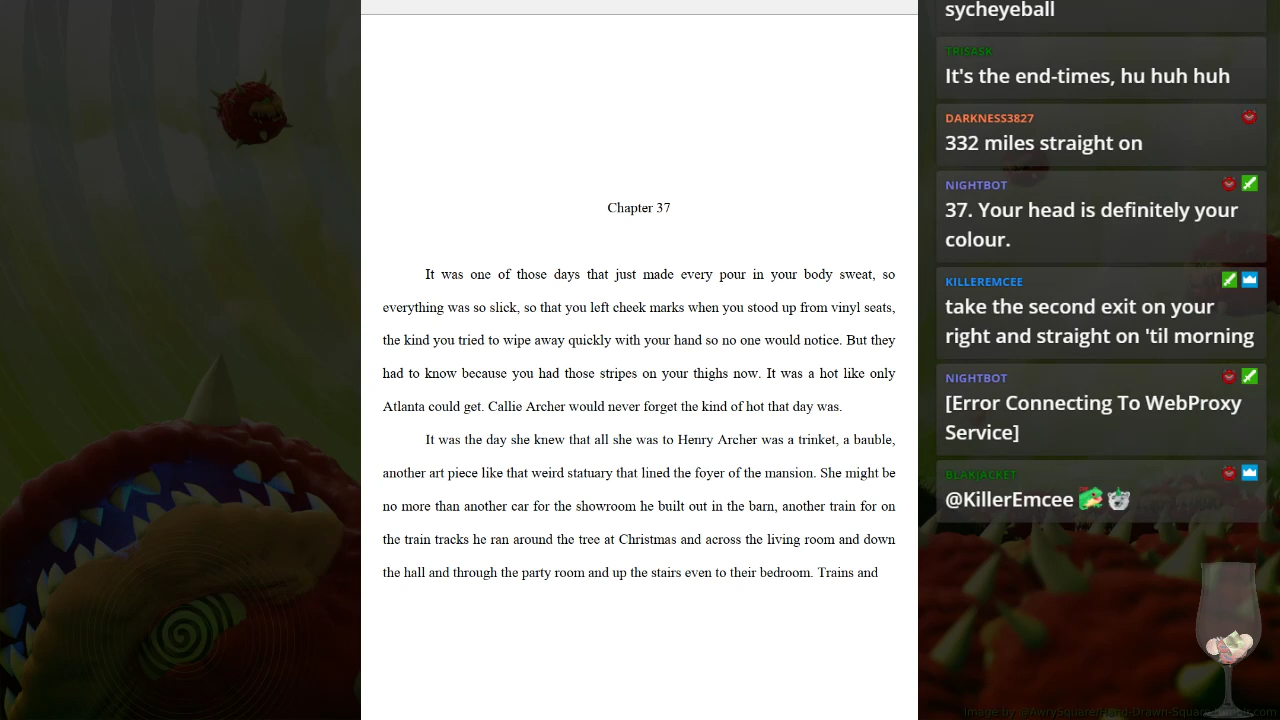 Chapter 37
It was one of those days that just made every pour in your body sweat, so
everything was so slick, so that you left cheek marks when you stood up from vinyl seats,
the kind you tried to wipe away quickly with your hand so no one would notice. But they
had to know because you had those stripes on your thighs now. It was a hot like only
Atlanta could get. Callie Archer would never forget the kind of hot that day was.
It was the day she knew that all she was to Henry Archer was a trinket, a bauble,
another art piece like that weird statuary that lined the foyer of the mansion. She might be
no more than another car for the showroom he built out in the barn, another train for on
the train tracks he ran around the tree at Christmas and across the living room and down
the hall and through the party room and up the stairs even to their bedroom. Trains and
sycheyeball
TRISASK
It's the end-times, hu huh huh
DARKNESS3827
332 miles straight on
NIGHTBOT
37. Your head is definitely your
colour.
KILLEREMCEE
take the second exit on your
right and straight on 'til morning
NIGHTBOT
[Error Connecting To WebProxy
Service]
BLAKJACKET
@KillerEmcee